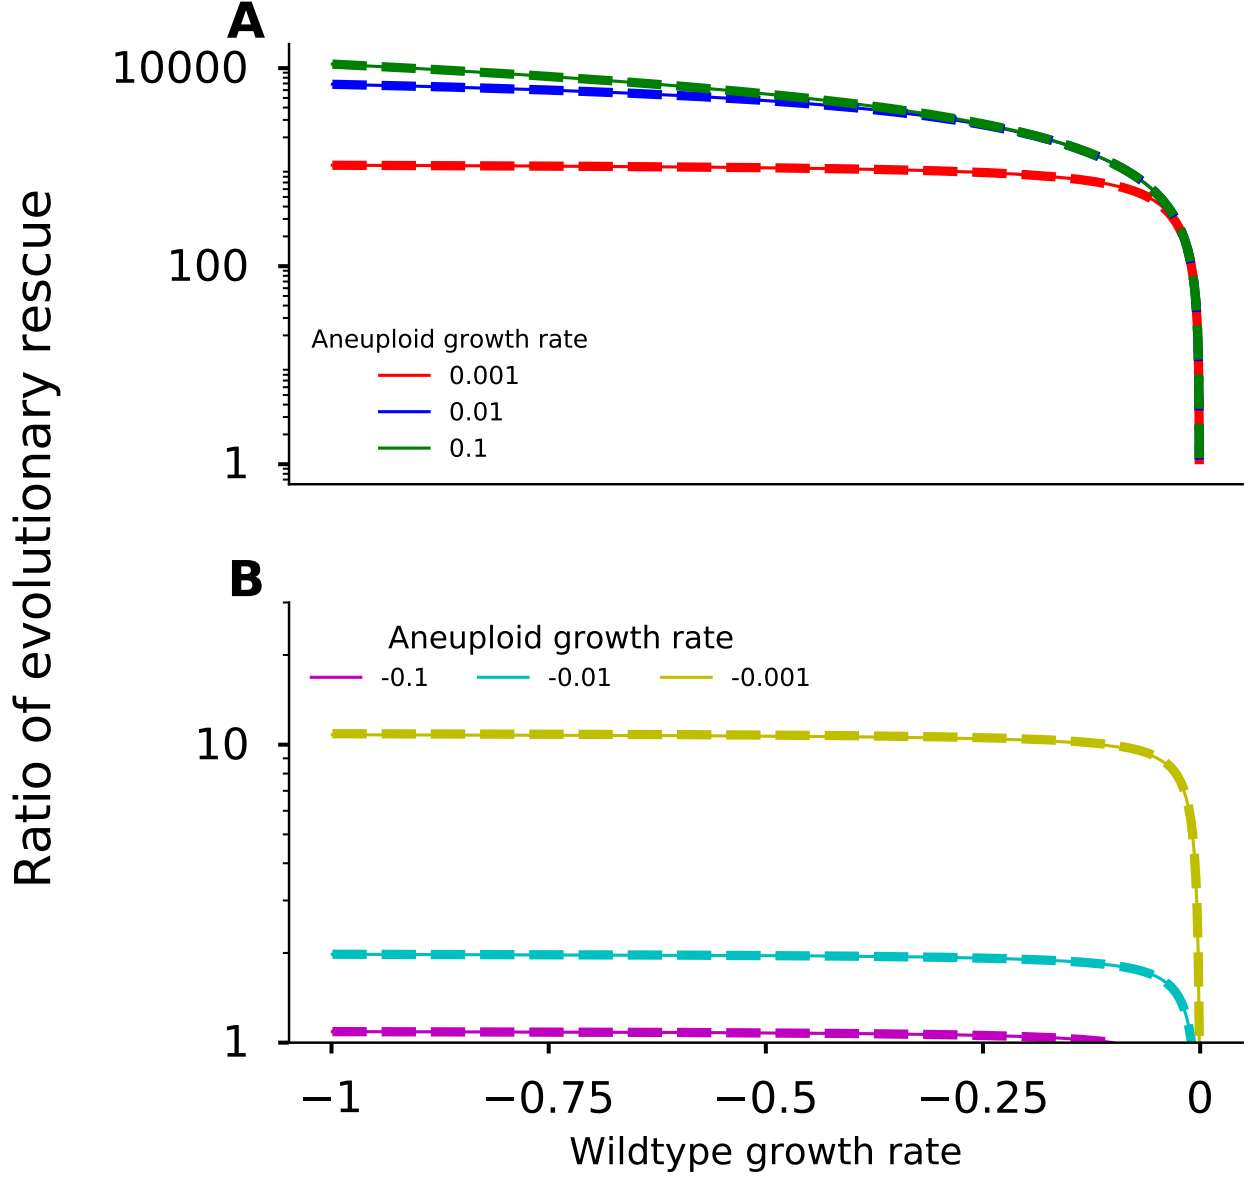 A
10000
100
1
Aneuploid growth rate
0.001
0.01
0.1
Ratio of evolutionary rescue
B
Aneuploid growth rate
-0.1 -0.01 -0.001
10
1
−1 −0.75 −0.5 −0.25 0
Wildtype growth rate